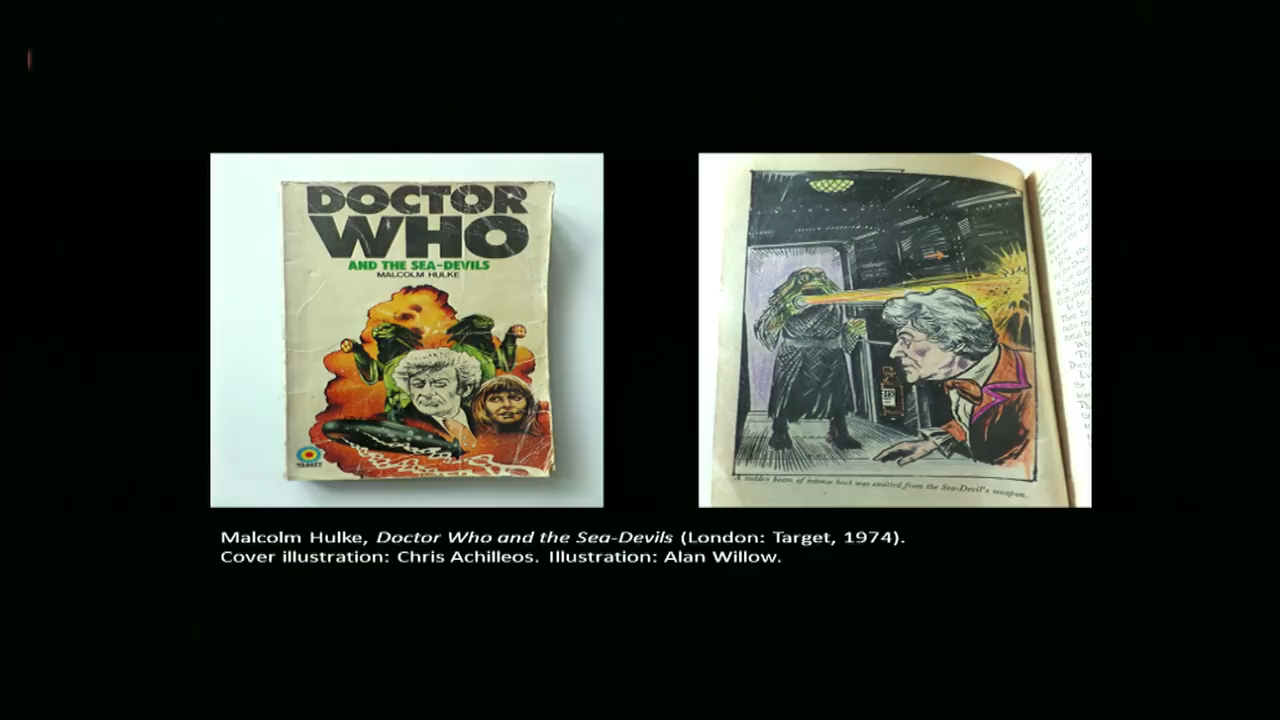 DOCTOR
WHO
AND THE SEA-DEVILS
MALCOLM HULKE
TARGET
A sudden beam of intense heat was emitted from the Sea-Devil's weapon.
Malcolm Hulke, Doctor Who and the Sea-Devils (London: Target, 1974).
Cover illustration: Chris Achilleos. Illustration: Alan Willow.